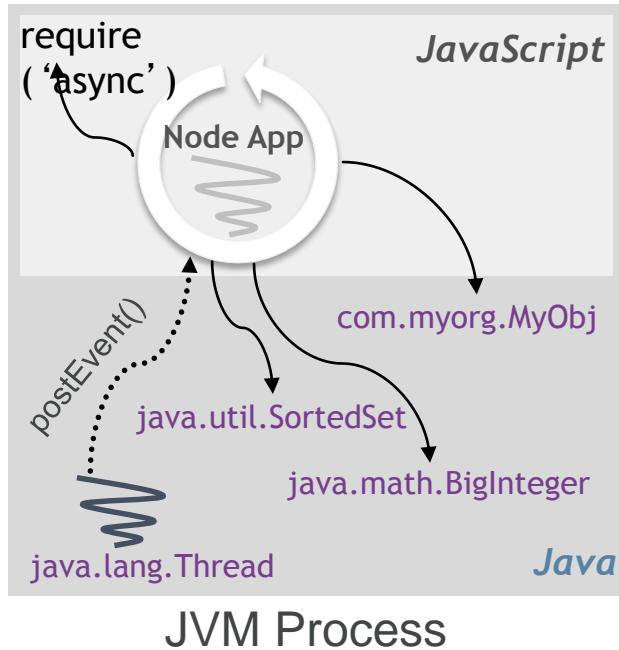 require
(‘async’)
JavaScript
Node App
com.myorg.MyObj
postEvent()
java.util.SortedSet
java.math.BigInteger
java.lang.Thread
Java
JVM Process